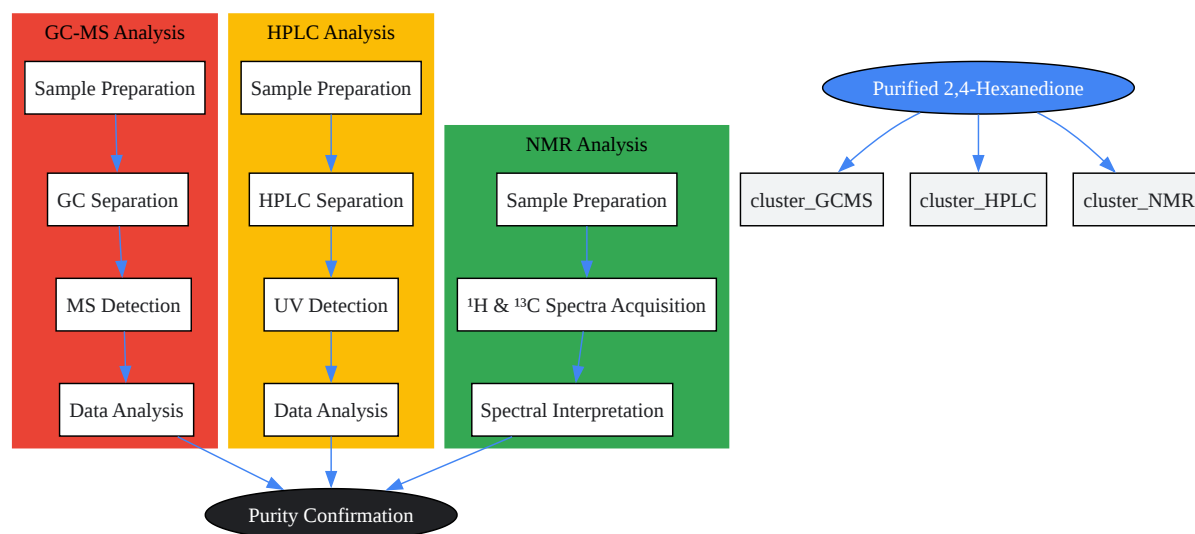 GC-MS Analysis
Sample Preparation
GC Separation
MS Detection
Data Analysis
HPLC Analysis
Sample Preparation
HPLC Separation
UV Detection
Data Analysis
NMR Analysis
Sample Preparation
¹H & ¹³C Spectra Acquisition
Spectral Interpretation
Purity Confirmation
Purified 2,4-Hexanedione
cluster_GCMS
cluster_HPLC
cluster_NMR